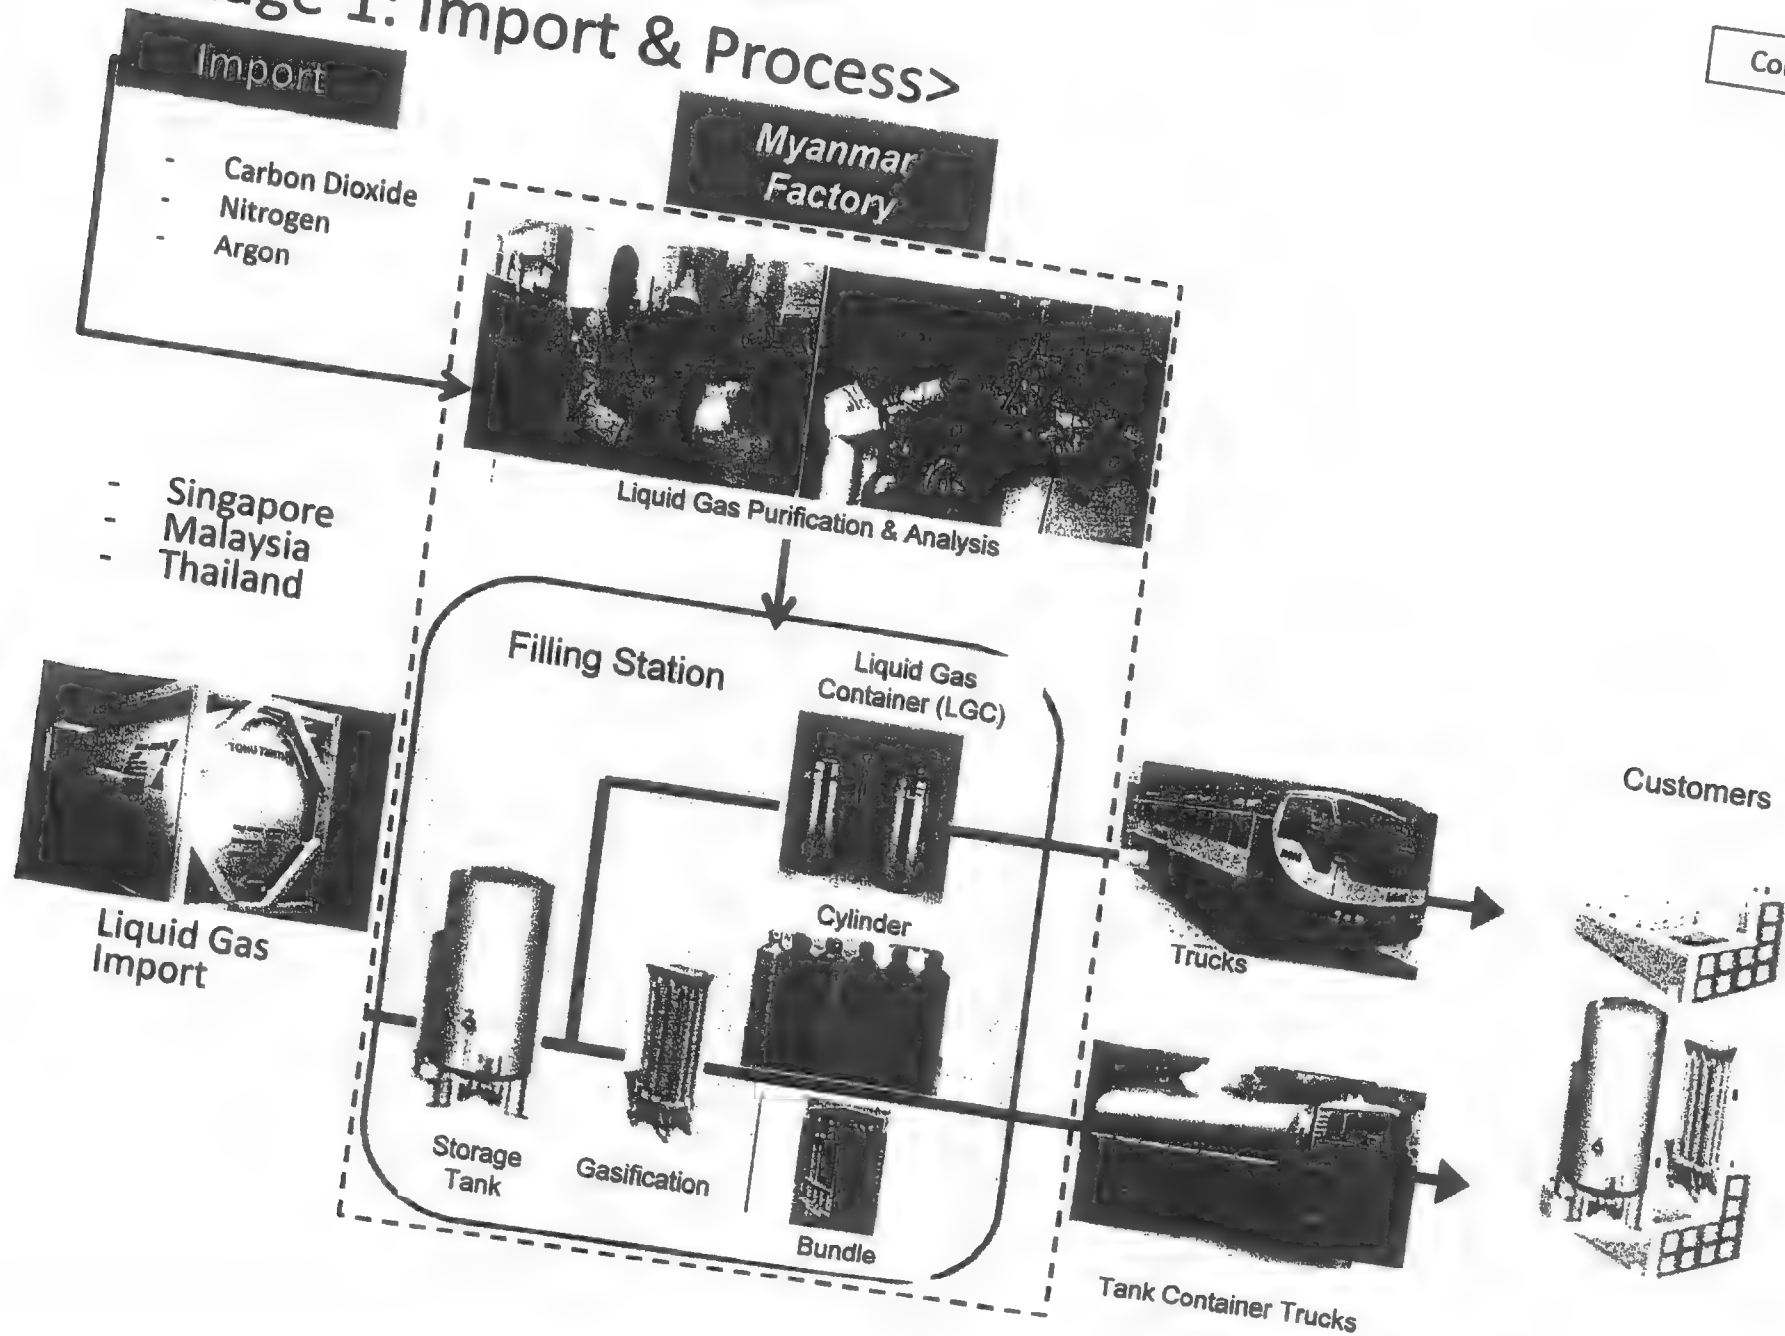 1: Import & Process>
Import
- Carbon Dioxide
- Nitrogen
- Argon
Myanmar
Factory
Liquid Gas Purification & Analysis
- Singapore
- Malaysia
- Thailand
Liquid Gas
Import
Filling Station
Liquid Gas
Container (LGC)
Cylinder
Storage
Tank
Gasification
Bundle
Trucks
Tank Container Trucks
Customers